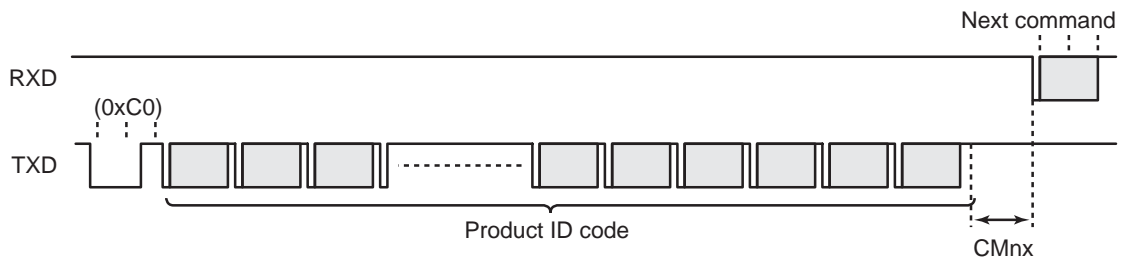 Next command
RXD
(0xC0)
TXD
Product ID code
CMnx